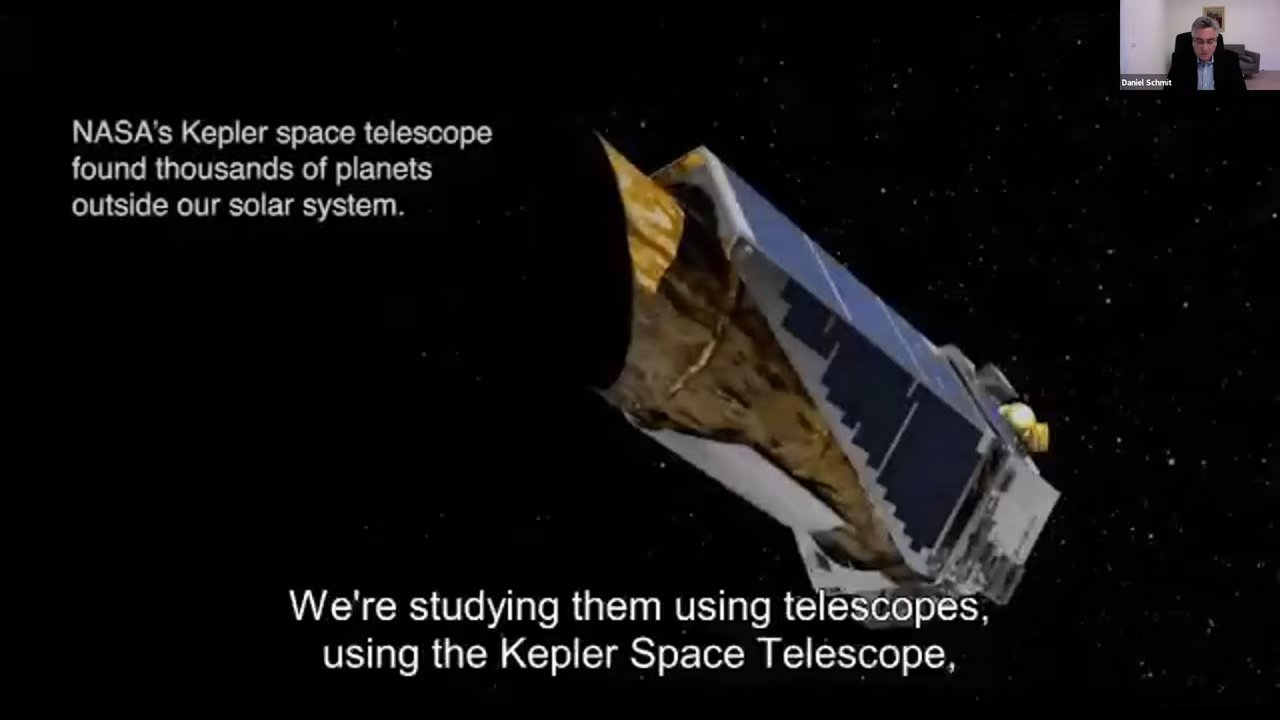 NASA's Kepler space telescope
found thousands of planets
outside our solar system.
Daniel Schmit
We're studying them using telescopes,
using the Kepler Space Telescope,